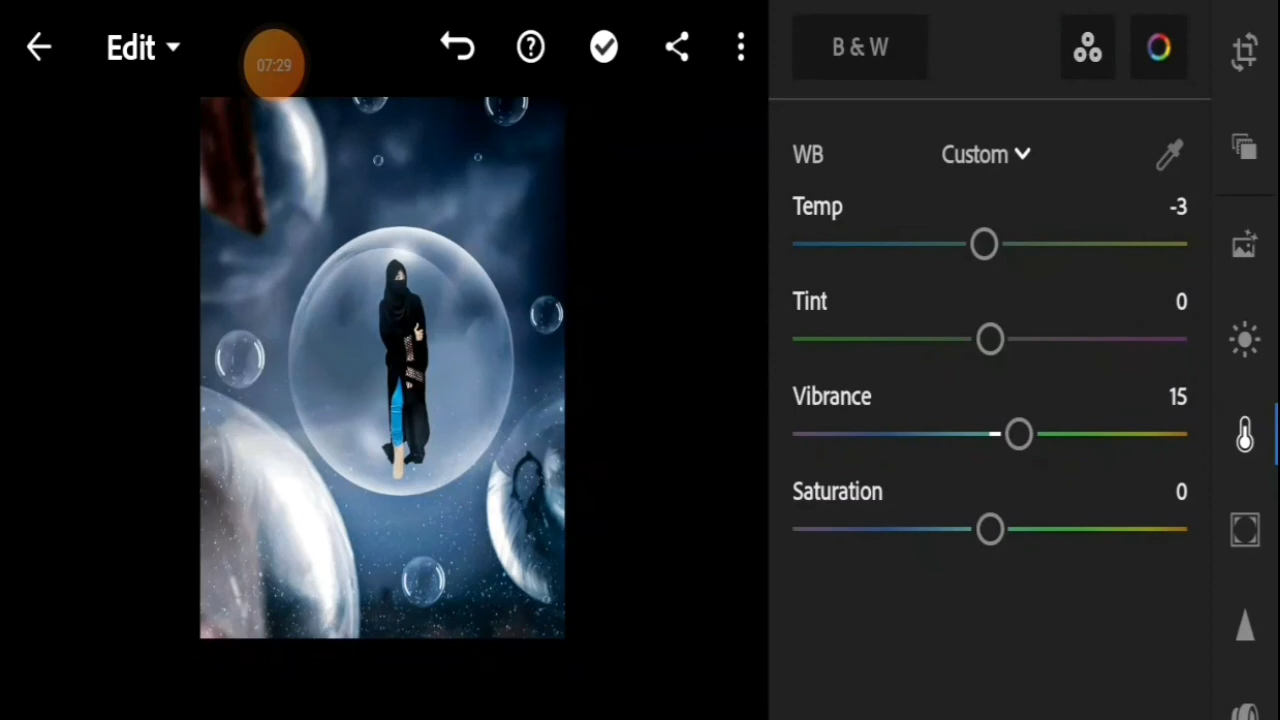 Edit
07:29
B & W
WB Custom
Temp -3
Tint 0
Vibrance 15
Saturation 0